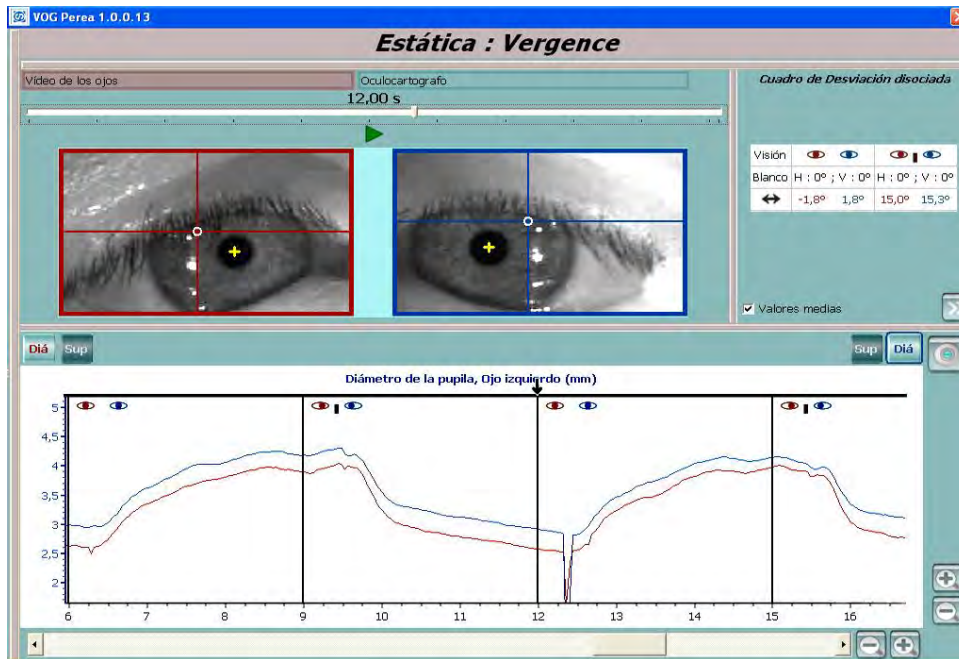 VOG Perea 1.0.0.13
Estática : Vergence
Vídeo de los ojos
Oculocartografo
12,00 s
Cuadro de Desviación disociada
Visión
Blanco H : 0º ; V : 0º H : 0º ; V : 0º
-1,8º 1,8º 15,0º 15,3º
Valores medias
Diá Sup
Sup Diá
Diámetro de la pupila, Ojo izquierdo (mm)
5
4,5
4
3,5
3
2,5
2
6 7 8 9 10 11 12 13 14 15 16